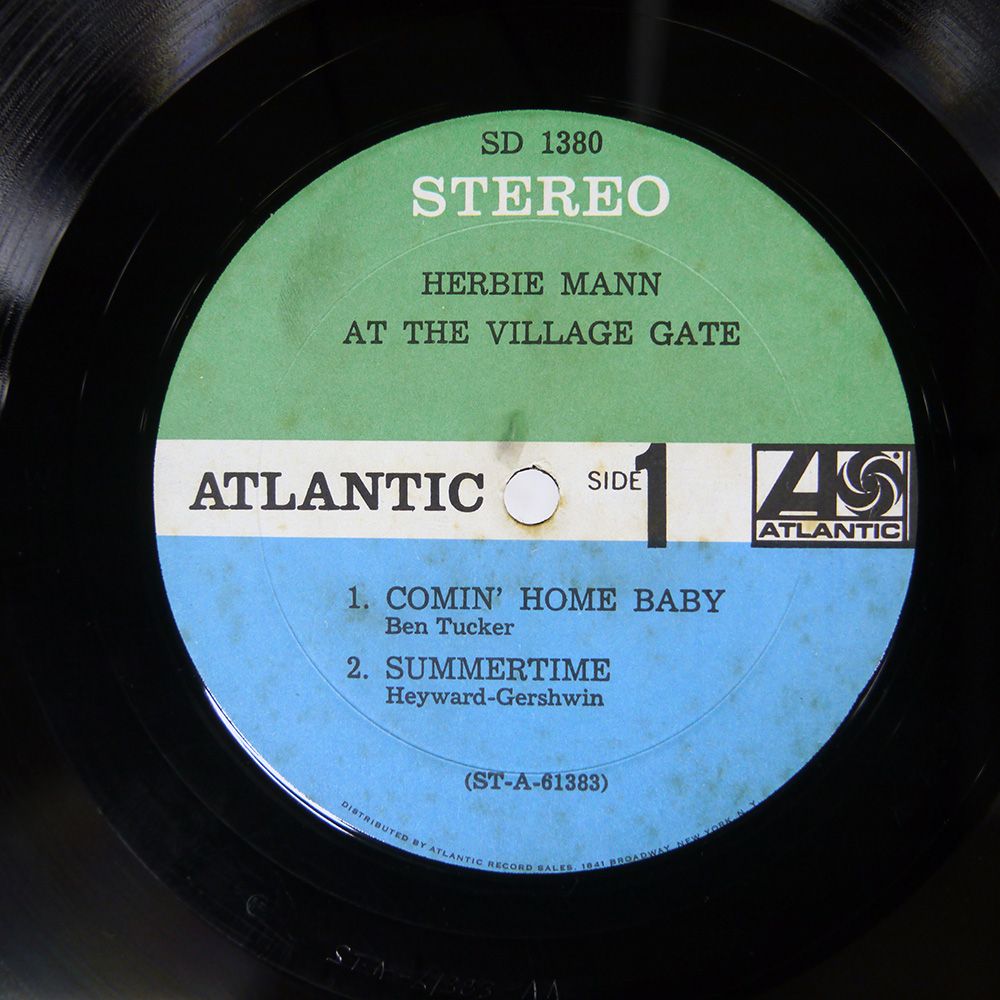 SD 1380
STEREO
HERBIE MANN
AT THE VILLAGE GATE
ATLANTIC
SIDE 1
ATLANTIC
1. COMIN' HOME BABY
Ben Tucker
2. SUMMERTIME
Heyward-Gershwin
(ST-A-61383)
DISTRIBUTED BY ATLANTIC RECORD SALES, 1841 BROADWAY, NEW YORK, N.Y.